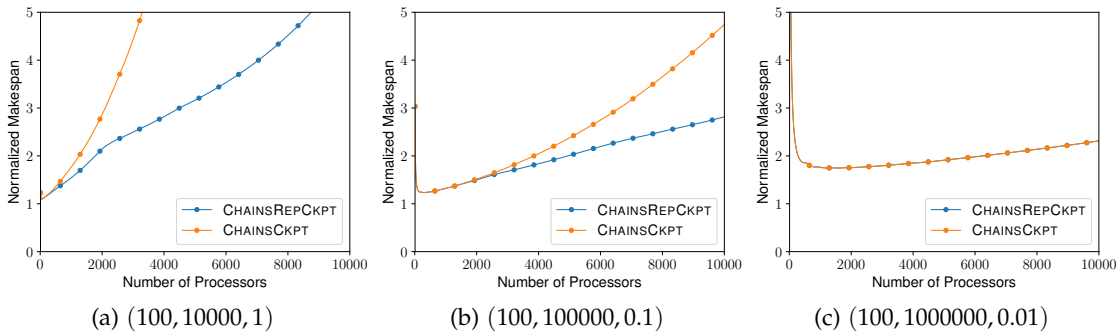 5
4
3
2
1
0
Normalized Makespan
0
2000
4000
6000
8000
10000
Number of Processors
CHAINSREPCKPT
CHAINSCKPT
(a) (100, 10000, 1)
5
4
3
2
1
0
Normalized Makespan
0
2000
4000
6000
8000
10000
Number of Processors
CHAINSREPCKPT
CHAINSCKPT
(b) (100, 100000, 0.1)
5
4
3
2
1
0
Normalized Makespan
0
2000
4000
6000
8000
10000
Number of Processors
CHAINSREPCKPT
CHAINSCKPT
(c) (100, 1000000, 0.01)